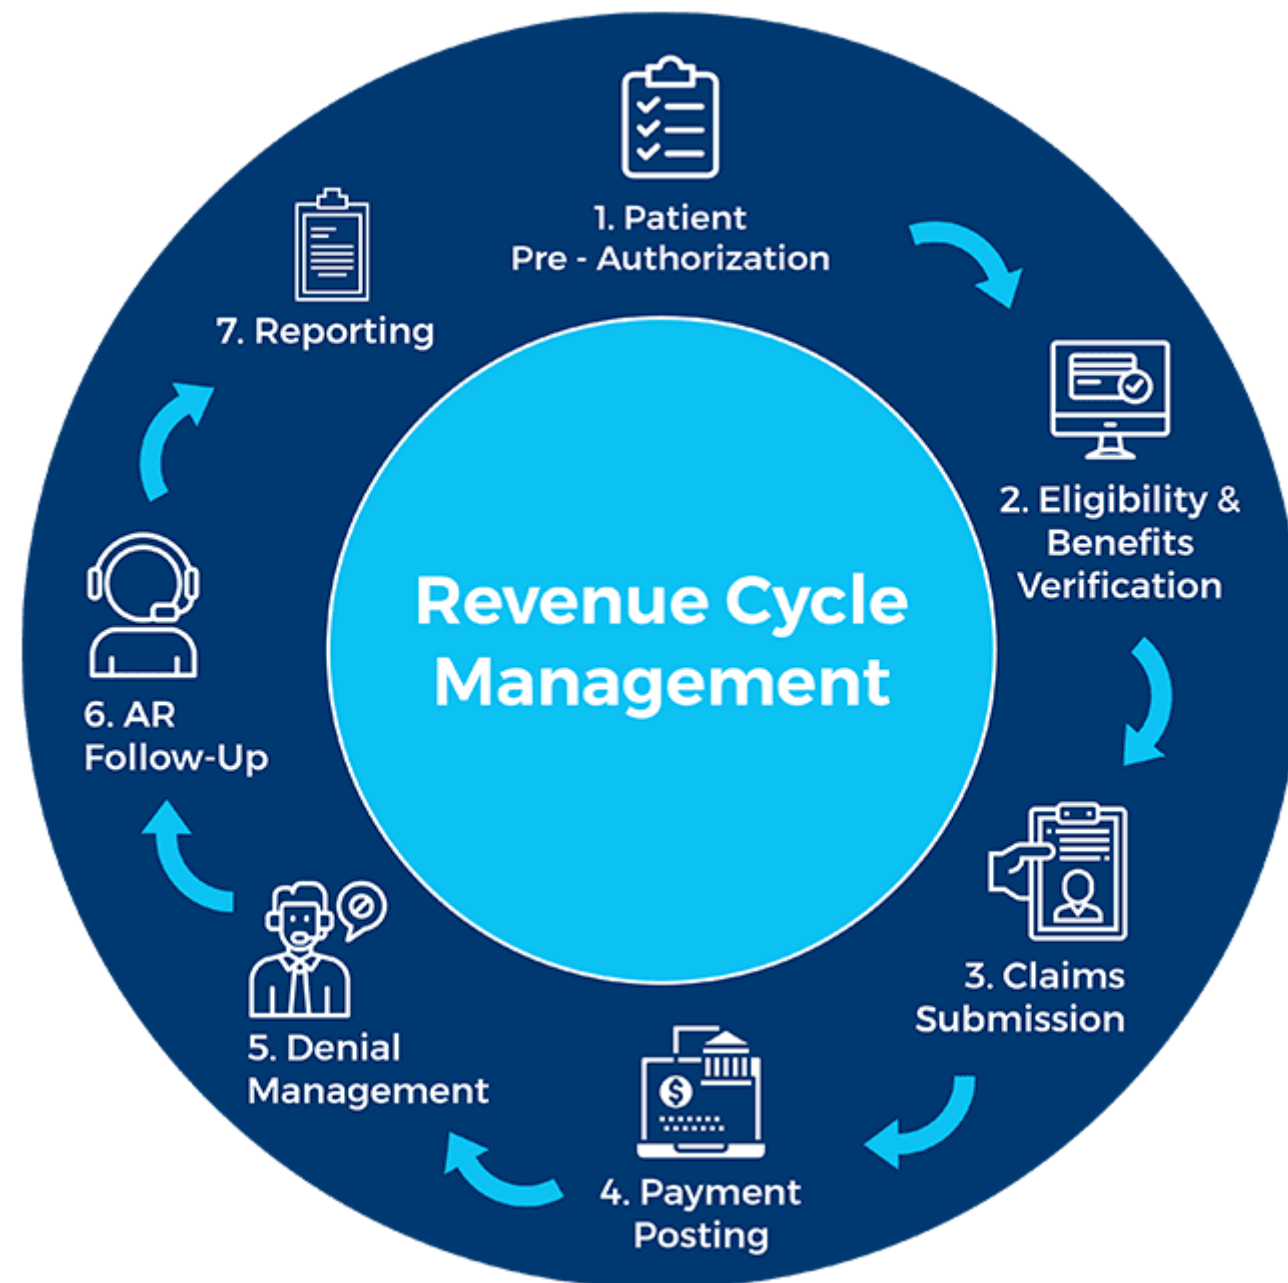 1. Patient
Pre - Authorization
2. Eligibility &
Benefits
Verification
3. Claims
Submission
4. Payment
Posting
5. Denial
Management
6. AR
Follow-Up
7. Reporting
Revenue Cycle
Management
$